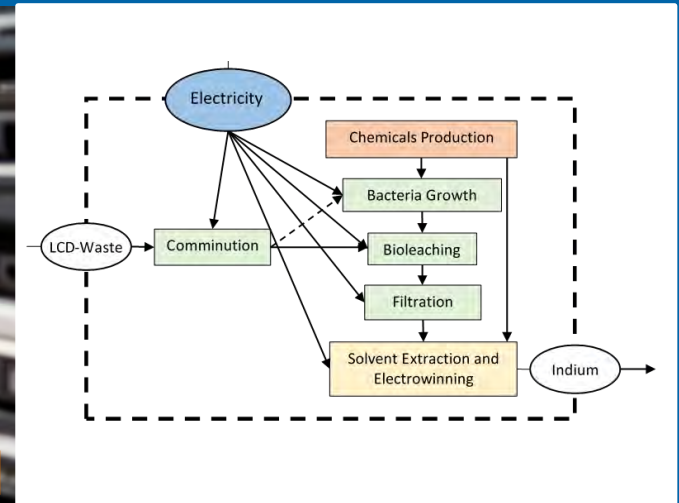 Electricity
Chemicals Production
Bacteria Growth
LCD-Waste
Comminution
Bioleaching
Filtration
Solvent Extraction and
Electrowinning
Indium